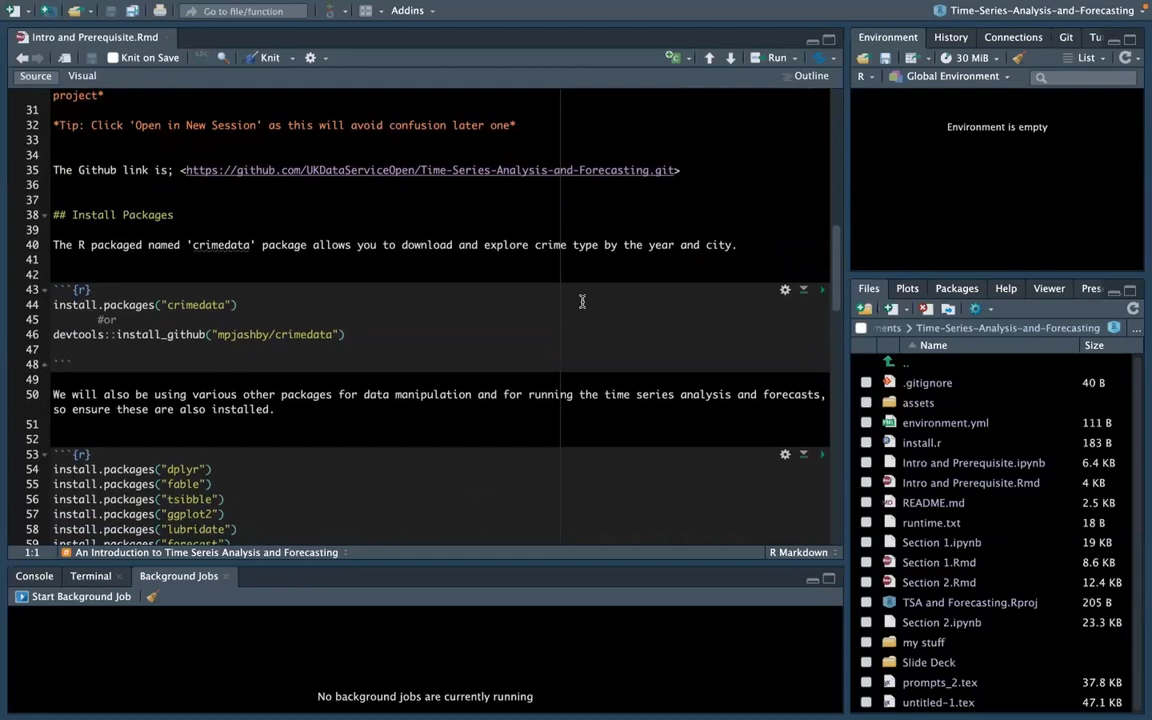 Go to file/function
Addins
Time-Series-Analysis-and-Forecasting
Intro and Prerequisite.Rmd
Knit on Save
Knit
Run
Source
Visual
Outline
project*
31
32 *Tip: Click 'Open in New Session' as this will avoid confusion later one*
33
34
35 The Github link is; <https://github.com/UKDataServiceOpen/Time-Series-Analysis-and-Forecasting.git>
36
37
38 ## Install Packages
39
40 The R packaged named 'crimedata' package allows you to download and explore crime type by the year and city.
41
42
43 ```{r}
44 install.packages("crimedata")
45 #or
46 devtools::install_github("mpjashby/crimedata")
47
48 ```
49
50 We will also be using various other packages for data manipulation and for running the time series analysis and forecasts,
so ensure these are also installed.
51
52
53 ```{r}
54 install.packages("dplyr")
55 install.packages("fable")
56 install.packages("tsibble")
57 install.packages("ggplot2")
58 install.packages("lubridate")
59 install.packages("forecast")
1:1
An Introduction to Time Sereis Analysis and Forecasting
R Markdown
Console
Terminal
Background Jobs
Start Background Job
No background jobs are currently running
Environment
History
Connections
Git
Tu
30 MiB
List
R
Global Environment
Environment is empty
Files
Plots
Packages
Help
Viewer
Pres
ments > Time-Series-Analysis-and-Forecasting
...
Name Size
..
.gitignore 40 B
assets
environment.yml 111 B
install.r 183 B
Intro and Prerequisite.ipynb 6.4 KB
Intro and Prerequisite.Rmd 4 KB
README.md 2.5 KB
runtime.txt 18 B
Section 1.ipynb 19 KB
Section 1.Rmd 8.6 KB
Section 2.Rmd 12.4 KB
TSA and Forecasting.Rproj 205 B
Section 2.ipynb 23.3 KB
my stuff
Slide Deck
prompts_2.tex 37.8 KB
untitled-1.tex 47.1 KB